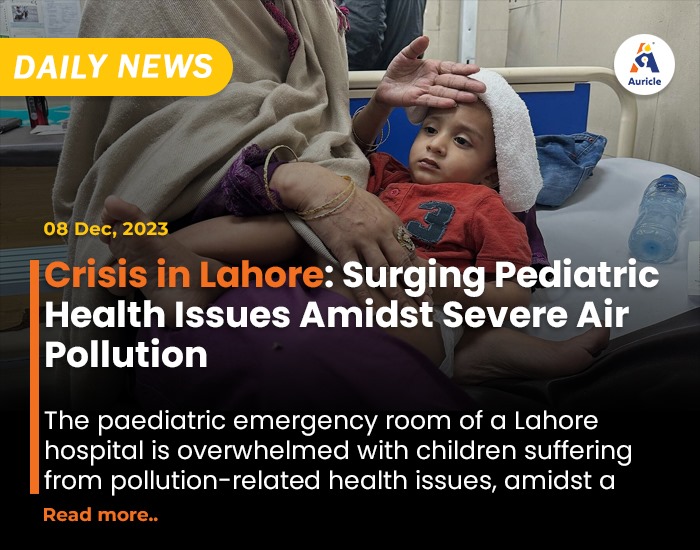 DAILY NEWS
Auricle
08 Dec, 2023
Crisis in Lahore: Surging Pediatric
Health Issues Amidst Severe Air
Pollution
The paediatric emergency room of a Lahore
hospital is overwhelmed with children suffering
from pollution-related health issues, amidst a
Read more..
3